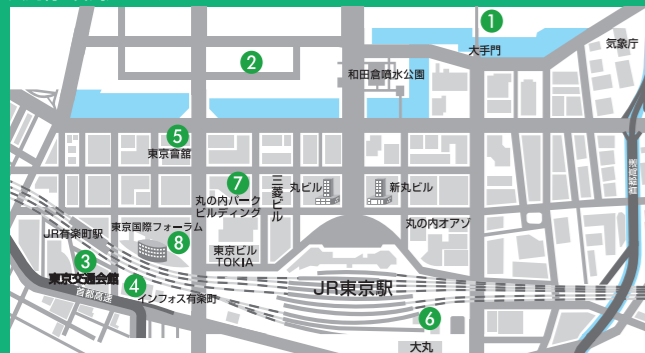 1
大手門
気象庁
2
和田倉噴水公園
5
東京會舘
首都高速
7
三菱ビル
丸ビル
新丸ビル
丸の内パーク
ビルディング
東京国際フォーラム
丸の内オアゾ
JR有楽町駅
8
東京ビル
TOKIA
3
東京交通会館
4
首都高速
インフォス有楽町
JR東京駅
6
大丸